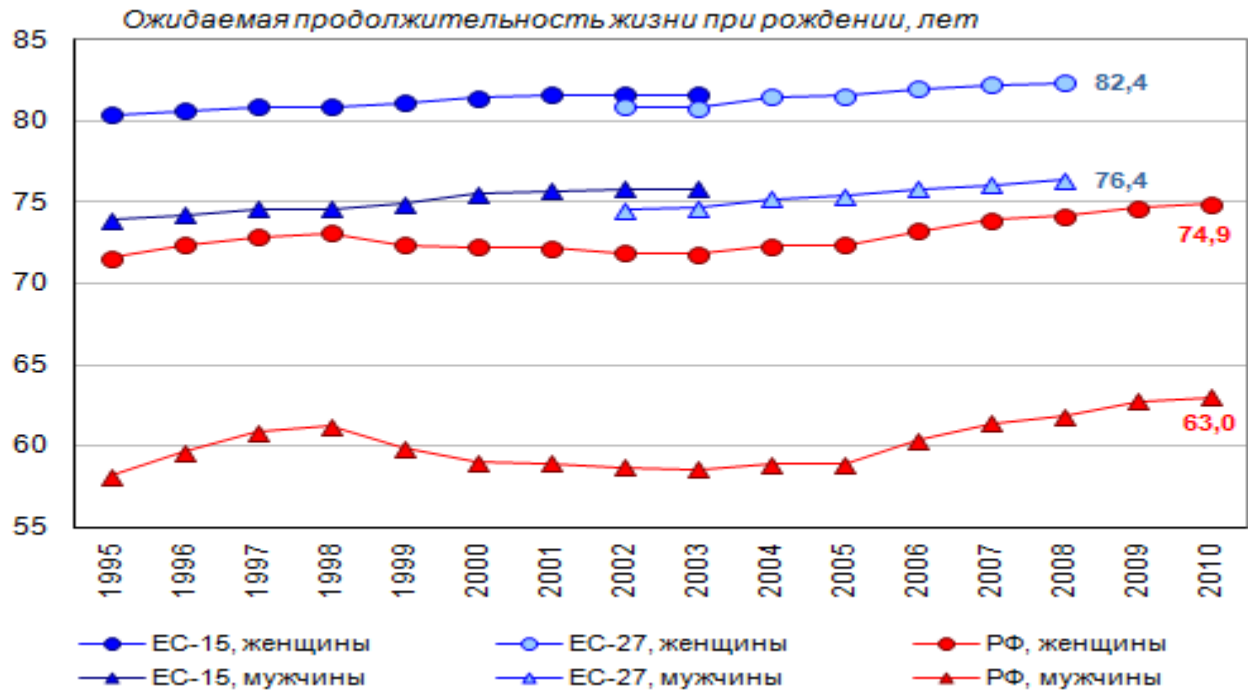 Ожидаемая продолжительность жизни при рождении, лет
85
82,4
80
76,4
75
74,9
70
65
63,0
60
55
1995 1996 1997 1998 1999 2000 2001 2002 2003 2004 2005 2006 2007 2008 2009 2010
ЕС-15, женщины ЕС-27, женщины РФ, женщины
ЕС-15, мужчины ЕС-27, мужчины РФ, мужчины